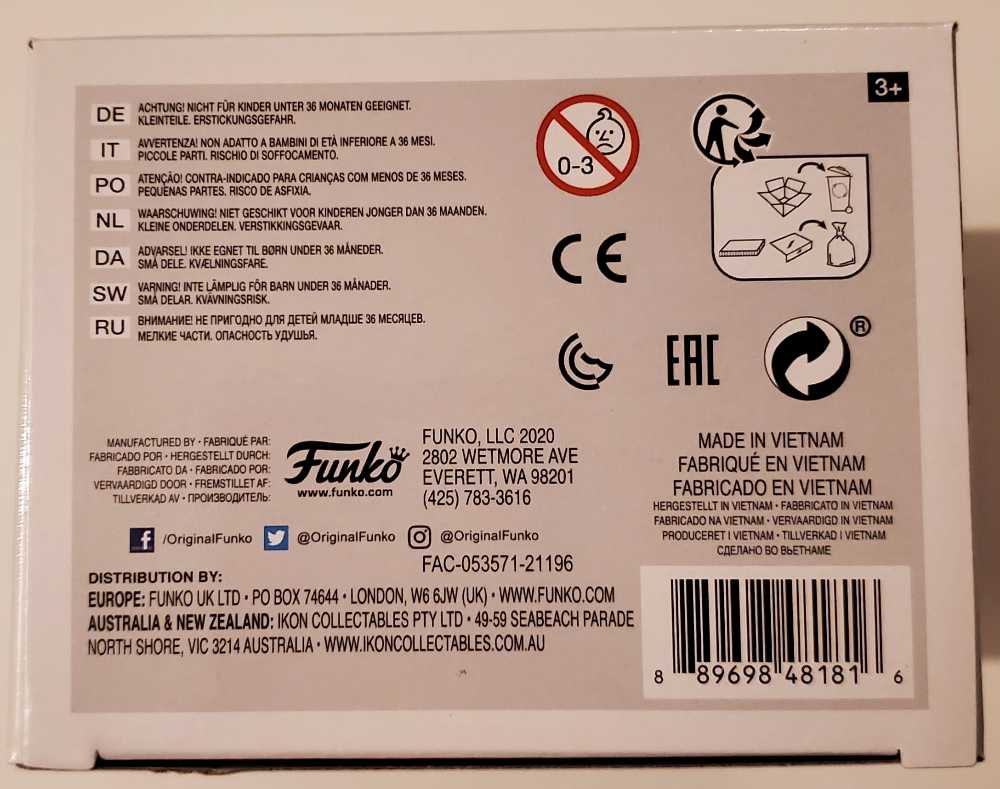 3+
DE ACHTUNG! NICHT FÜR KINDER UNTER 36 MONATEN GEEIGNET.
KLEINTEILE. ERSTICKUNGSGEFAHR.
IT AVVERTENZA! NON ADATTO A BAMBINI DI ETÀ INFERIORE A 36 MESI.
PICCOLE PARTI. RISCHIO DI SOFFOCAMENTO.
PO ATENÇÃO! CONTRA-INDICADO PARA CRIANÇAS COM MENOS DE 36 MESES.
PEQUENAS PARTES. RISCO DE ASFIXIA.
NL WAARSCHUWING! NIET GESCHIKT VOOR KINDEREN JONGER DAN 36 MAANDEN.
KLEINE ONDERDELEN. VERSTIKKINGSGEVAAR.
DA ADVARSEL! IKKE EGNET TIL BØRN UNDER 36 MÅNEDER.
SMÅ DELE. KVÆLNINGSFARE.
SW VARNING! INTE LÄMPLIG FÖR BARN UNDER 36 MÅNADER.
SMÅ DELAR. KVÄVNINGSRISK.
RU ВНИМАНИЕ! НЕ ПРИГОДНО ДЛЯ ДЕТЕЙ МЛАДШЕ 36 МЕСЯЦЕВ.
МЕЛКИЕ ЧАСТИ. ОПАСНОСТЬ УДУШЬЯ.
0-3
CE
EAC
®
MANUFACTURED BY • FABRIQUÉ PAR:
FABRICADO POR • HERGESTELLT DURCH:
FABBRICATO DA • FABRICADO POR:
VERVAARDIGD DOOR • FREMSTILLET AF:
TILLVERKAD AV • ПРОИЗВОДИТЕЛЬ:
Funko
www.funko.com
FUNKO, LLC 2020
2802 WETMORE AVE
EVERETT, WA 98201
(425) 783-3616
MADE IN VIETNAM
FABRIQUÉ EN VIETNAM
FABRICADO EN VIETNAM
HERGESTELLT IN VIETNAM • FABBRICATO IN VIETNAM
FABRICADO NA VIETNAM • VERVAARDIGD IN VIETNAM
PRODUCERET I VIETNAM • TILLVERKAD I VIETNAM
СДЕЛАНО ВО ВЬЕТНАМЕ
f /OriginalFunko @OriginalFunko @OriginalFunko
FAC-053571-21196
DISTRIBUTION BY:
EUROPE: FUNKO UK LTD • PO BOX 74644 • LONDON, W6 6JW (UK) • WWW.FUNKO.COM
AUSTRALIA & NEW ZEALAND: IKON COLLECTABLES PTY LTD • 49-59 SEABEACH PARADE
NORTH SHORE, VIC 3214 AUSTRALIA • WWW.IKONCOLLECTABLES.COM.AU
8 89698 48181 6